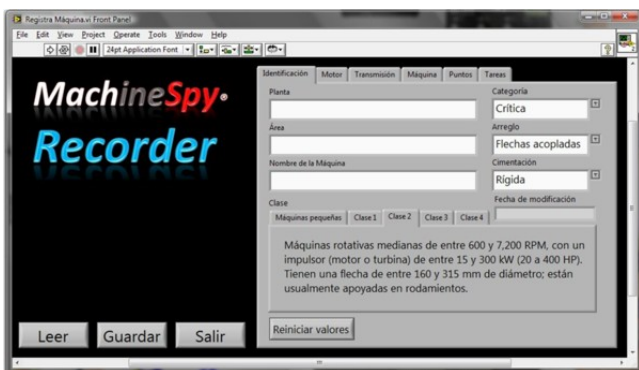 Registra Máquina.vi Front Panel
File Edit View Project Operate Tools Window Help
24pt Application Font
MachineSpy®
Recorder
Identificación Motor Transmisión Máquina Puntos Tareas
Planta
Categoría
Crítica
Área
Arreglo
Flechas acopladas
Nombre de la Máquina
Cimentación
Rígida
Clase
Fecha de modificación
Máquinas pequeñas Clase 1 Clase 2 Clase 3 Clase 4
Máquinas rotativas medianas de entre 600 y 7,200 RPM, con un
impulsor (motor o turbina) de entre 15 y 300 kW (20 a 400 HP).
Tienen una flecha de entre 160 y 315 mm de diámetro; están
usualmente apoyadas en rodamientos.
Leer Guardar Salir
Reiniciar valores